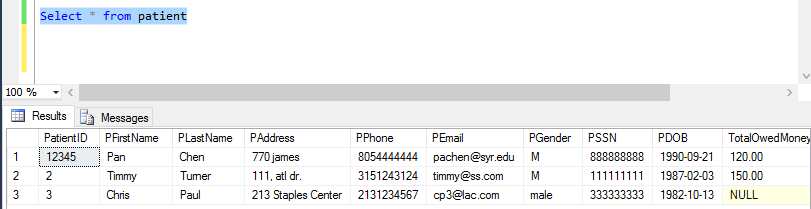 Select * from patient
100 %
Results Messages
PatientID PFirstName PLastName PAddress PPhone PEmail PGender PSSN PDOB TotalOwedMoney
1 12345 Pan Chen 770 james 8054444444 pachen@syr.edu M 888888888 1990-09-21 120.00
2 2 Timmy Turner 111, atl dr. 3151243124 timmy@ss.com M 111111111 1987-02-03 150.00
3 3 Chris Paul 213 Staples Center 2131234567 cp3@lac.com male 333333333 1982-10-13 NULL